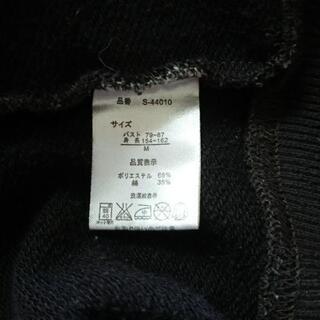 品番 S-44010
サイズ
バスト 79-87
身長 154-162
M
品質表示
ポリエステル 65%
綿 35%